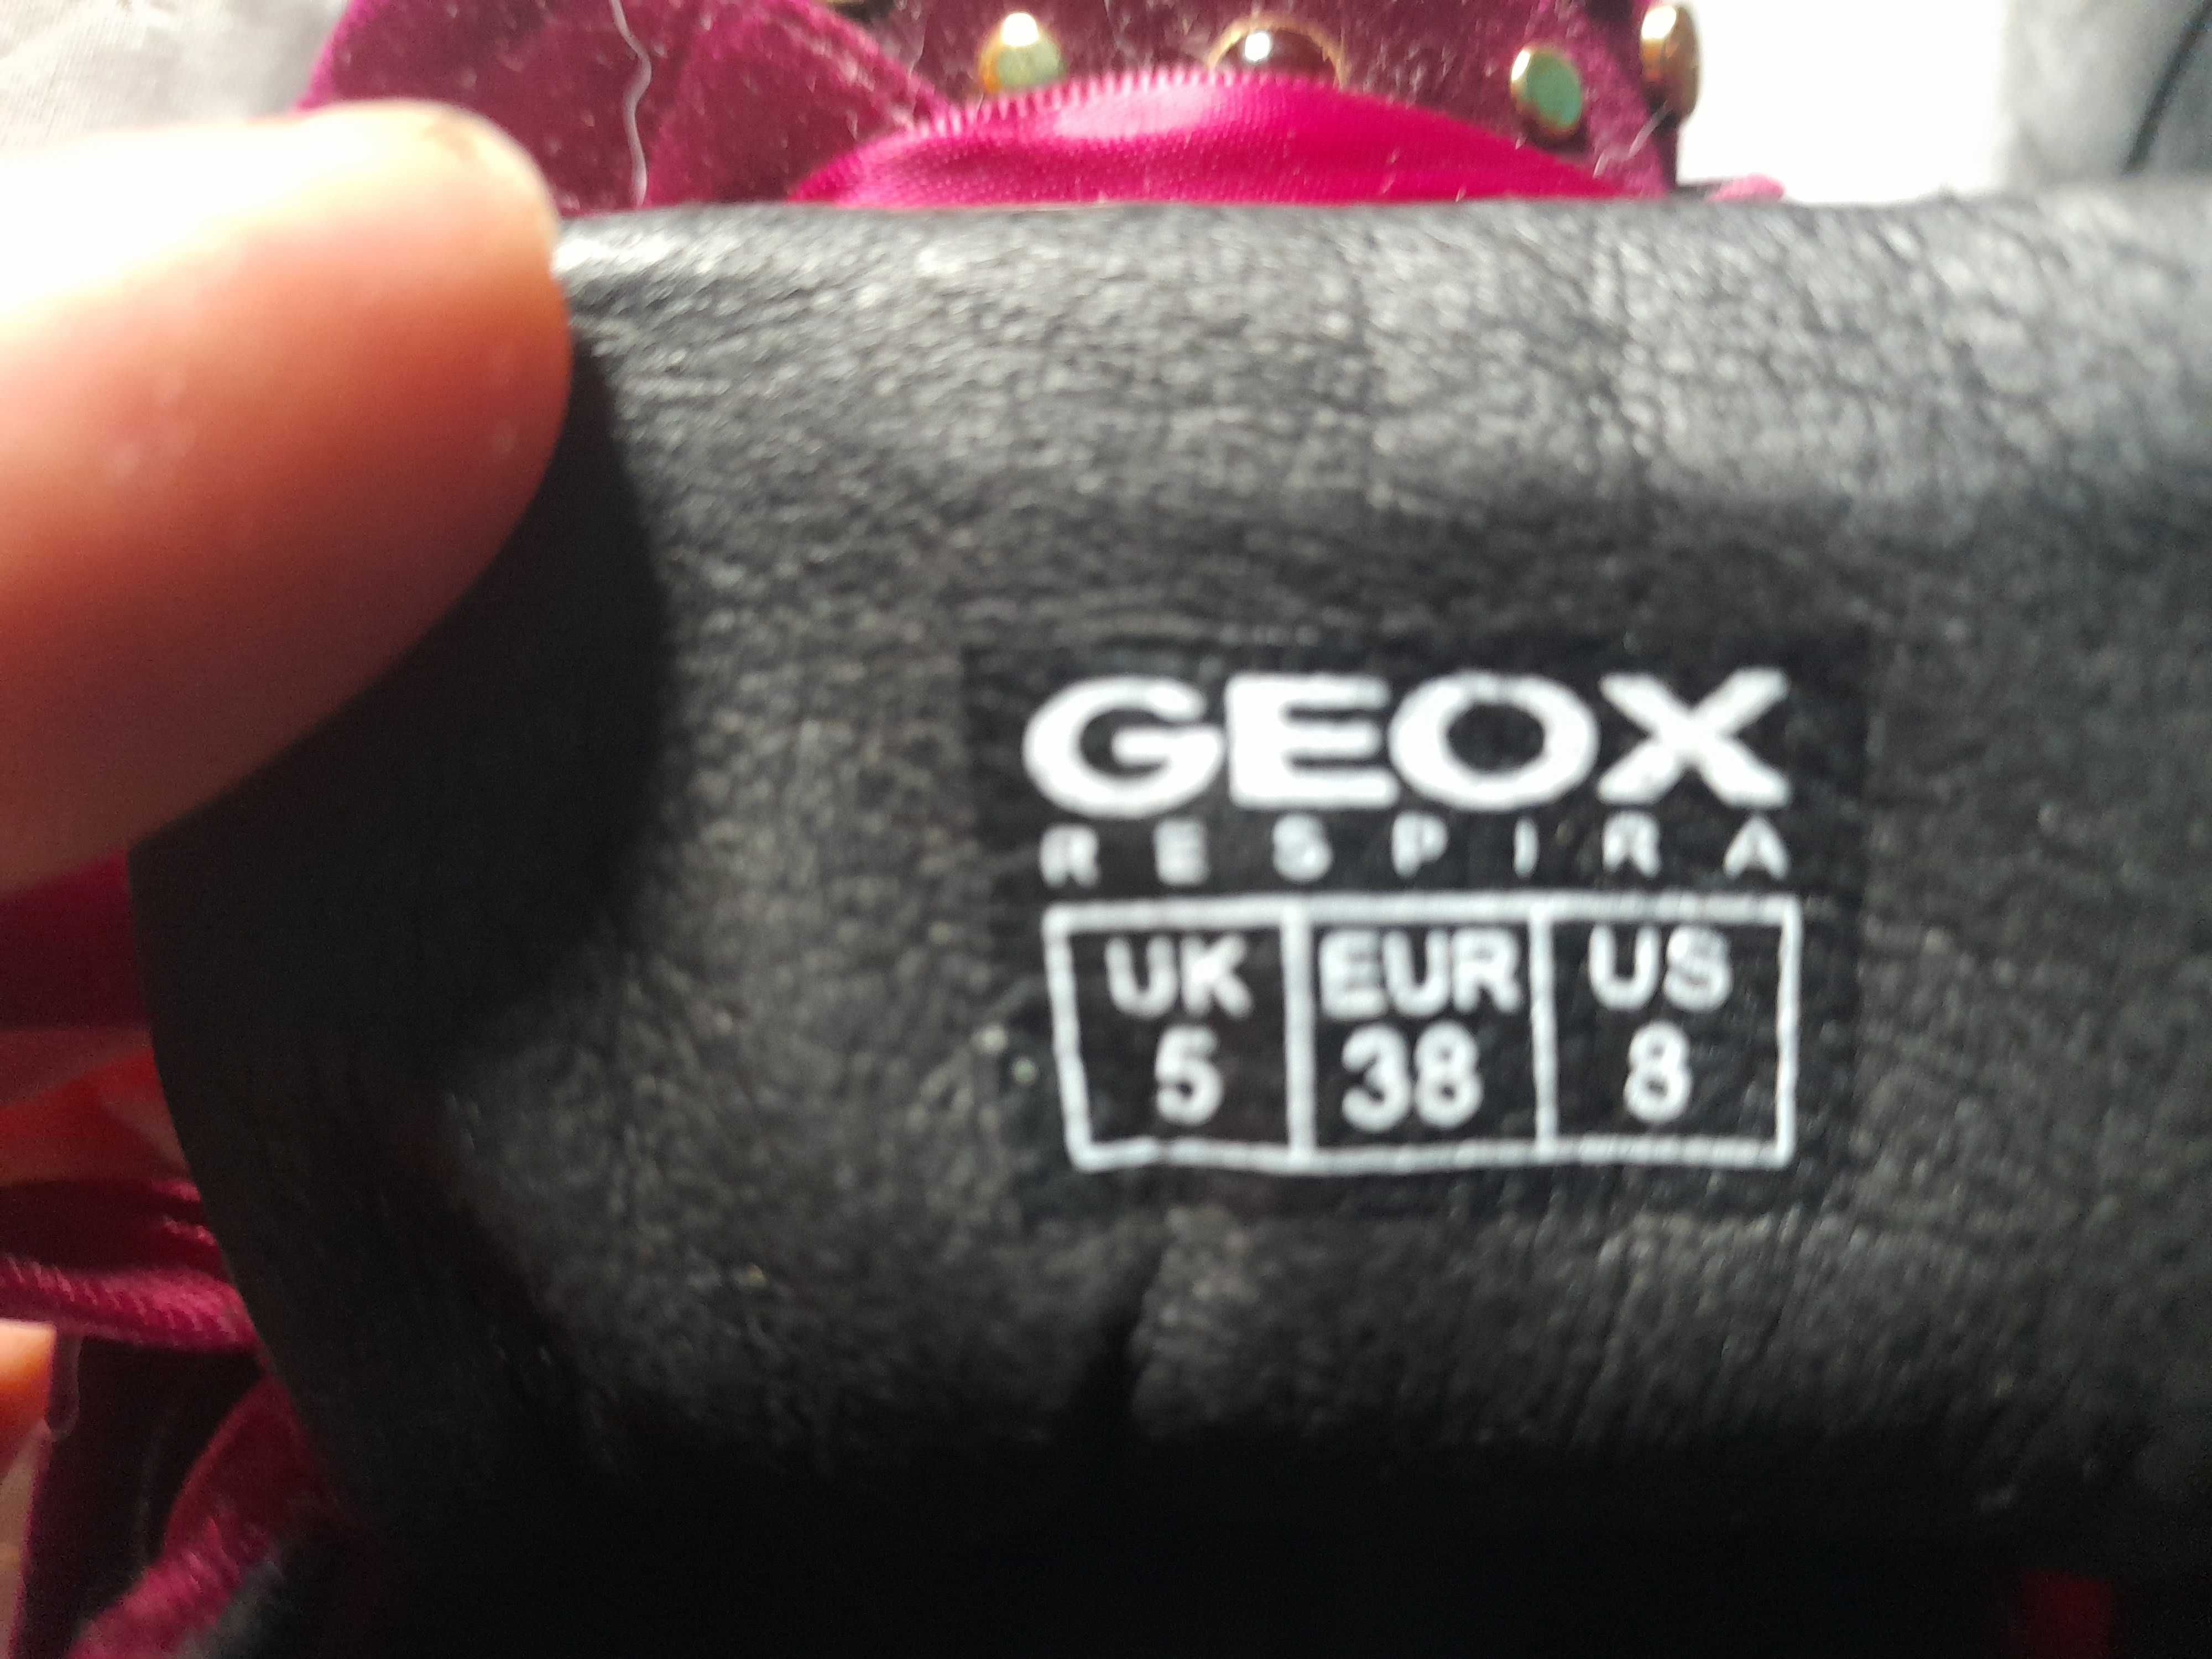 GEOX
RESPIRA
UK EUR US
5 38 8